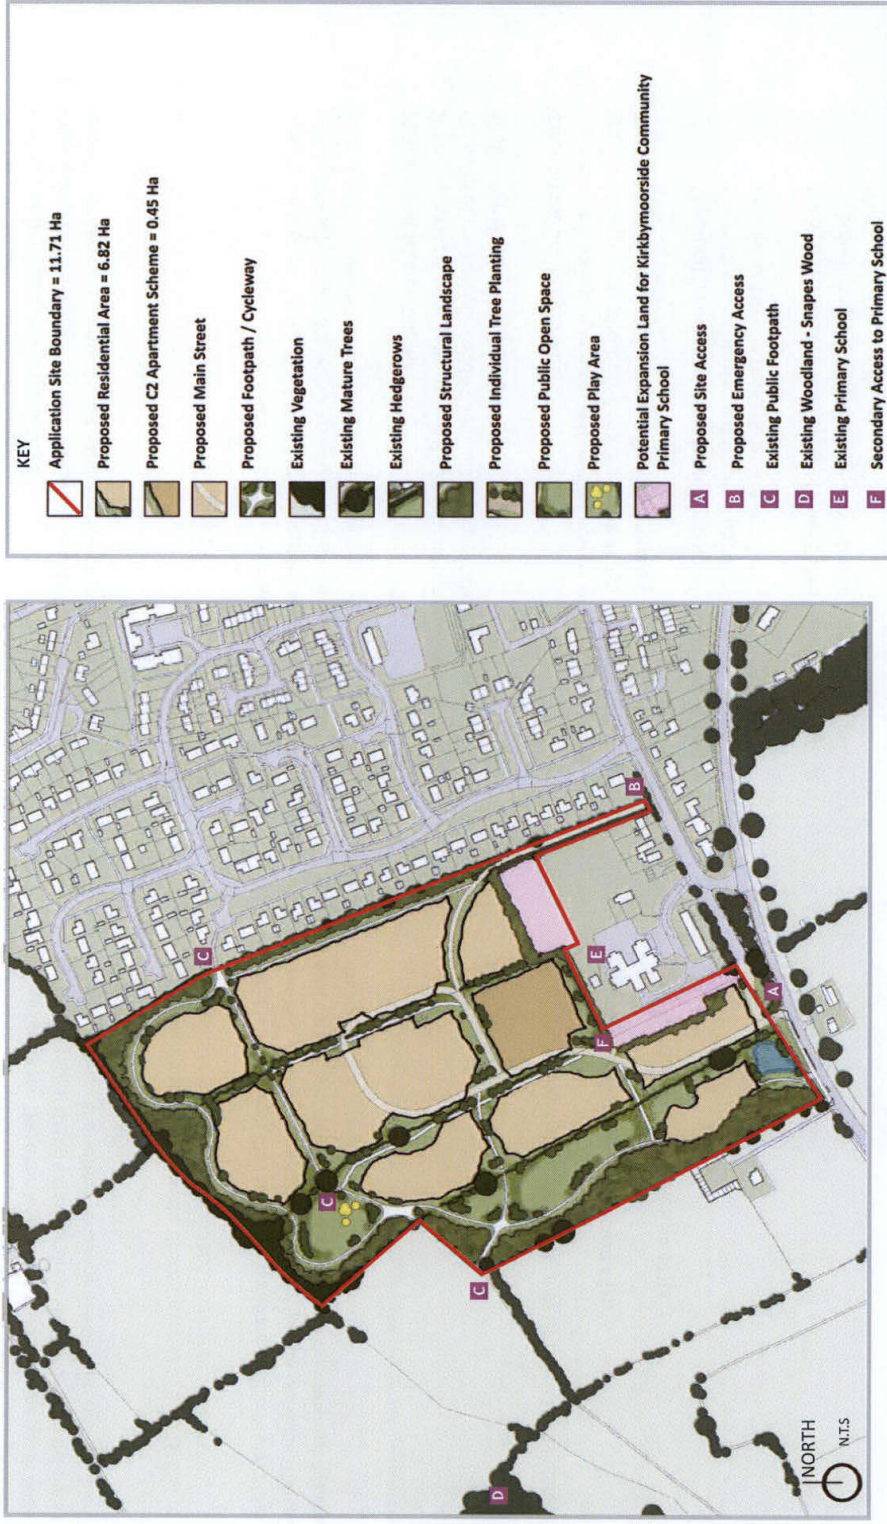 KEY
Application Site Boundary = 11.71 Ha
Proposed Residential Area = 6.82 Ha
Proposed C2 Apartment Scheme = 0.45 Ha
Proposed Main Street
Proposed Footpath / Cycleway
Existing Vegetation
Existing Mature Trees
Existing Hedgerows
Proposed Structural Landscape
Proposed Individual Tree Planting
Proposed Public Open Space
Proposed Play Area
Potential Expansion Land for Kirkbymoorside Community
Primary School
A Proposed Site Access
B Proposed Emergency Access
C Existing Public Footpath
D Existing Woodland - Snapes Wood
E Existing Primary School
F Secondary Access to Primary School
C
B
E
A
F
C
C
D
NORTH
N.T.S